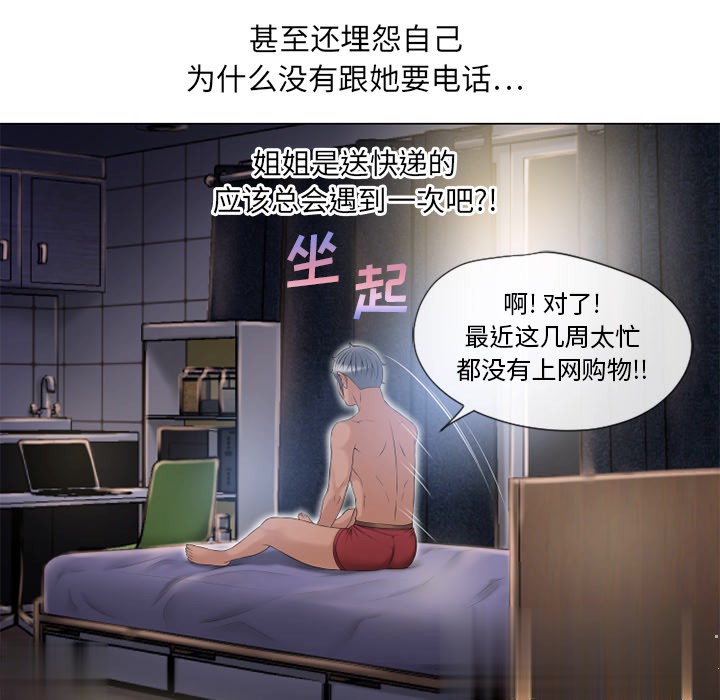 甚至还埋怨自己
为什么没有跟她要电话...
姐姐是送快递的
应该总会遇到一次吧?!
坐起
啊! 对了!
最近这几周太忙
都没有上网购物!!